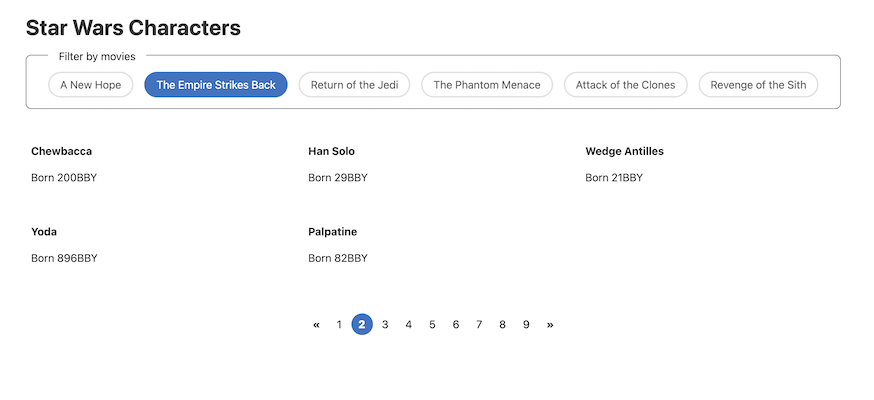 Star Wars Characters
Filter by movies
A New Hope The Empire Strikes Back Return of the Jedi The Phantom Menace Attack of the Clones Revenge of the Sith
Chewbacca Han Solo Wedge Antilles
Born 200BBY Born 29BBY Born 21BBY
Yoda Palpatine
Born 896BBY Born 82BBY
« 1 2 3 4 5 6 7 8 9 »